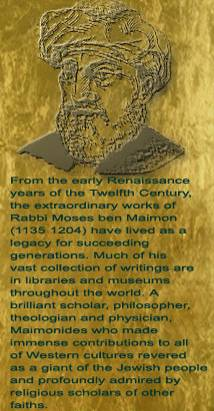 From the early Renaissance
years of the Twelfth Century,
the extraordinary works of
Rabbi Moses ben Maimon
(1135 1204) have lived as a
legacy for succeeding
generations. Much of his
vast collection of writings are
in libraries and museums
throughout the world. A
brilliant scholar, philosopher,
theologian and physician,
Maimonides who made
immense contributions to all
of Western cultures revered
as a giant of the Jewish people
and profoundly admired by
religious scholars of other
faiths.